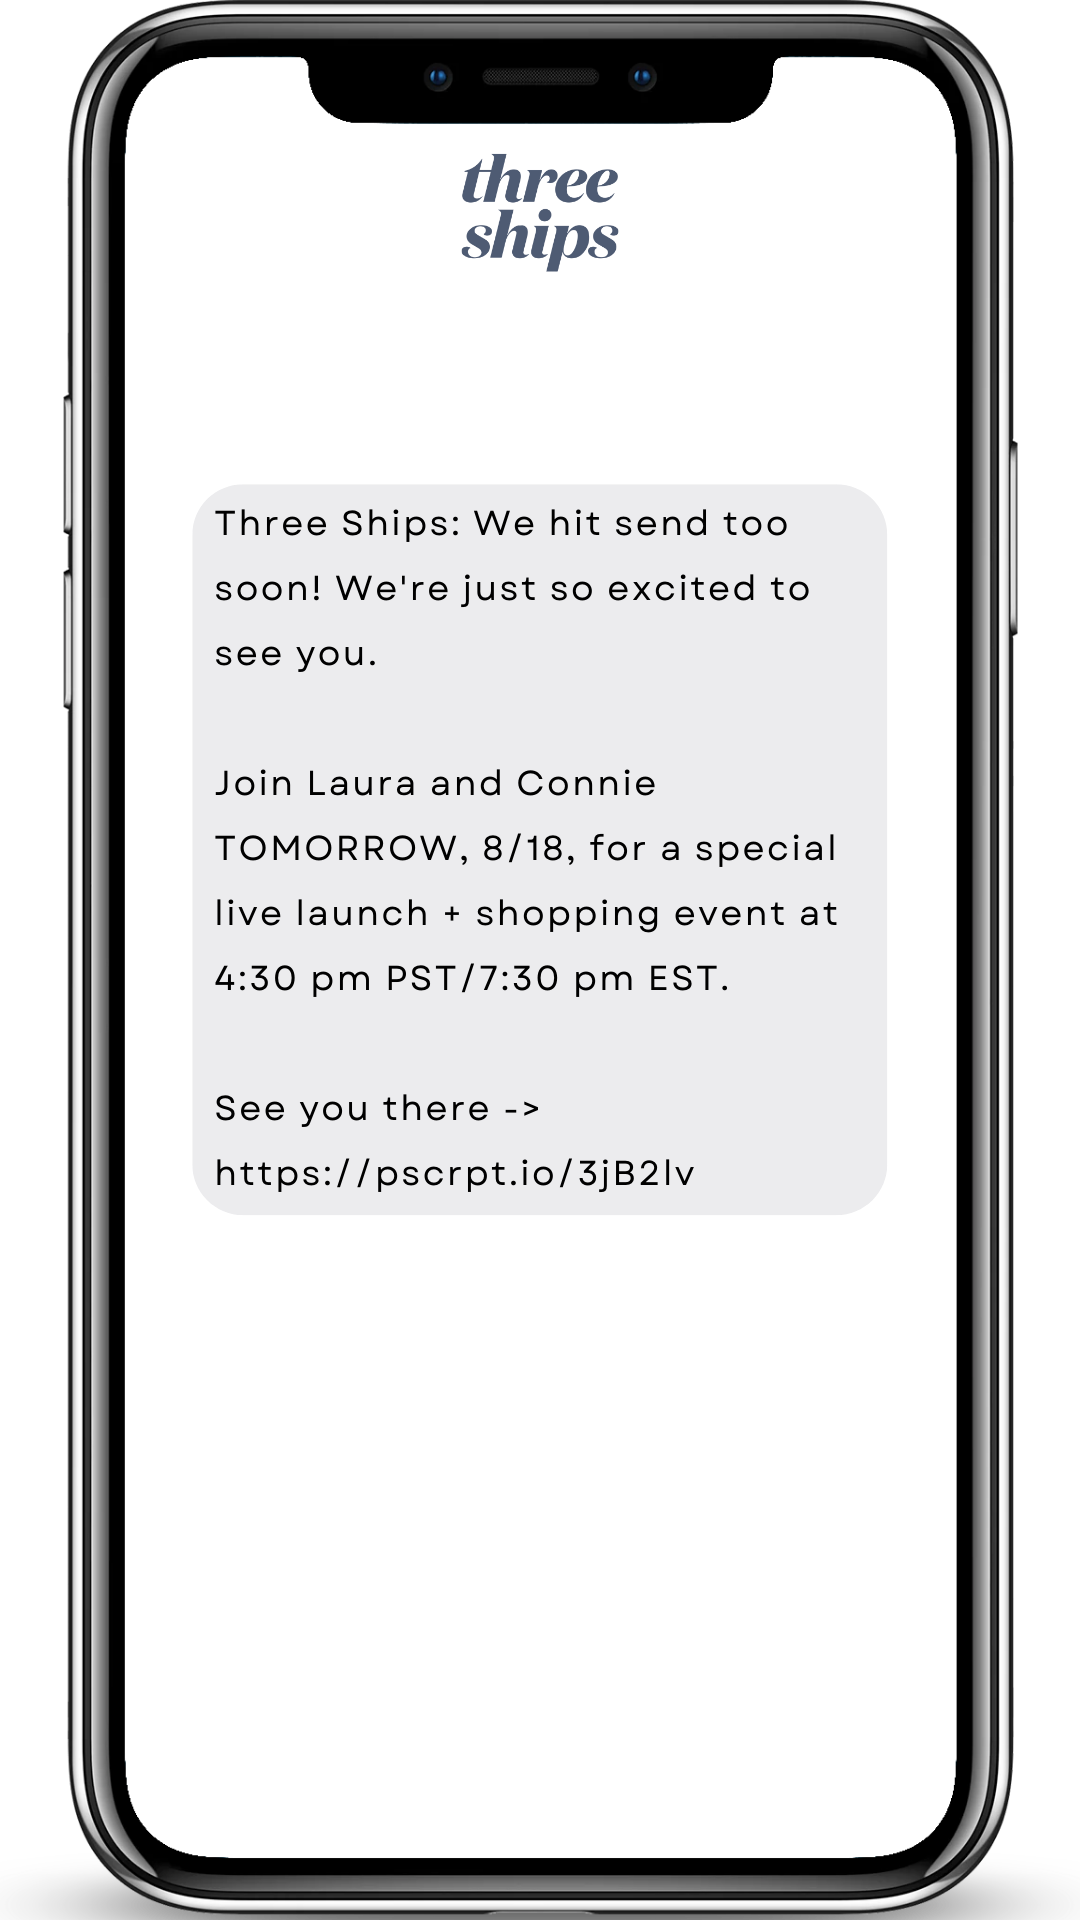 three
ships
Three Ships: We hit send too
soon! We're just so excited to
see you.
Join Laura and Connie
TOMORROW, 8/18, for a special
live launch + shopping event at
4:30 pm PST/7:30 pm EST.
See you there ->
https://pscrpt.io/3jB2lv